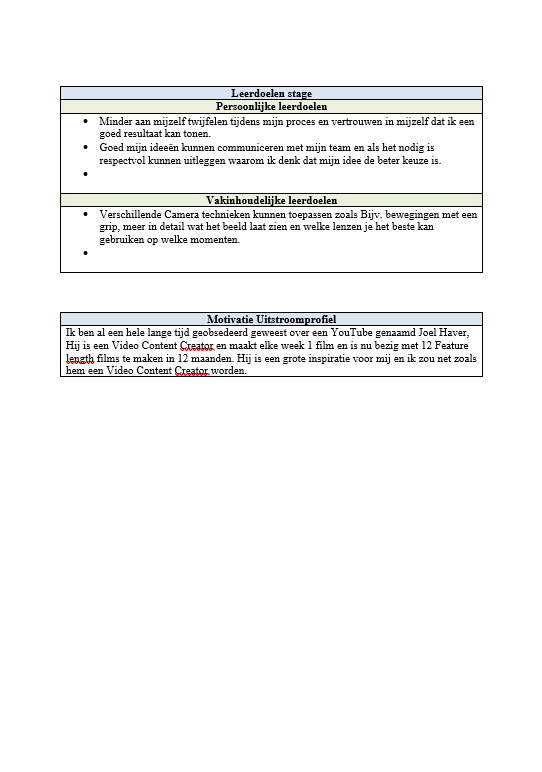 Leerdoelen stage
Persoonlijke leerdoelen
• Minder aan mijzelf twijfelen tijdens mijn proces en vertrouwen in mijzelf dat ik een
goed resultaat kan tonen.
• Goed mijn ideeën kunnen communiceren met mijn team en als het nodig is
respectvol kunnen uitleggen waarom ik denk dat mijn idee de beter keuze is.
•
Vakinhoudelijke leerdoelen
• Verschillende Camera technieken kunnen toepassen zoals Bijv. bewegingen met een
grip, meer in detail wat het beeld laat zien en welke lenzen je het beste kan
gebruiken op welke momenten.
•
Motivatie Uitstroomprofiel
Ik ben al een hele lange tijd geobsedeerd geweest over een YouTube genaamd Joel Haver,
Hij is een Video Content Creator en maakt elke week 1 film en is nu bezig met 12 Feature
length films te maken in 12 maanden. Hij is een grote inspiratie voor mij en ik zou net zoals
hem een Video Content Creator worden.